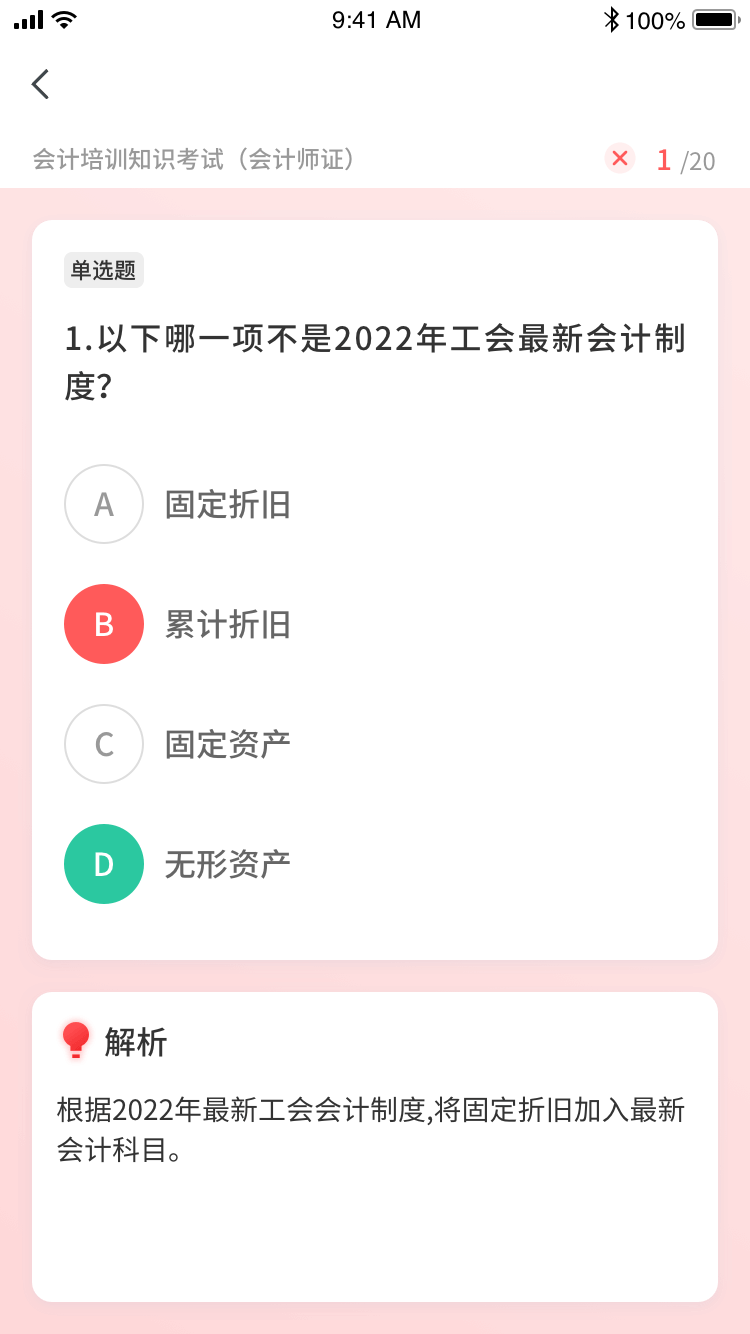 9:41 AM
100%
会计培训知识考试（会计师证）
1 /20
单选题
1.以下哪一项不是2022年工会最新会计制
度？
A 固定折旧
B 累计折旧
C 固定资产
D 无形资产
解析
根据2022年最新工会会计制度,将固定折旧加入最新
会计科目。